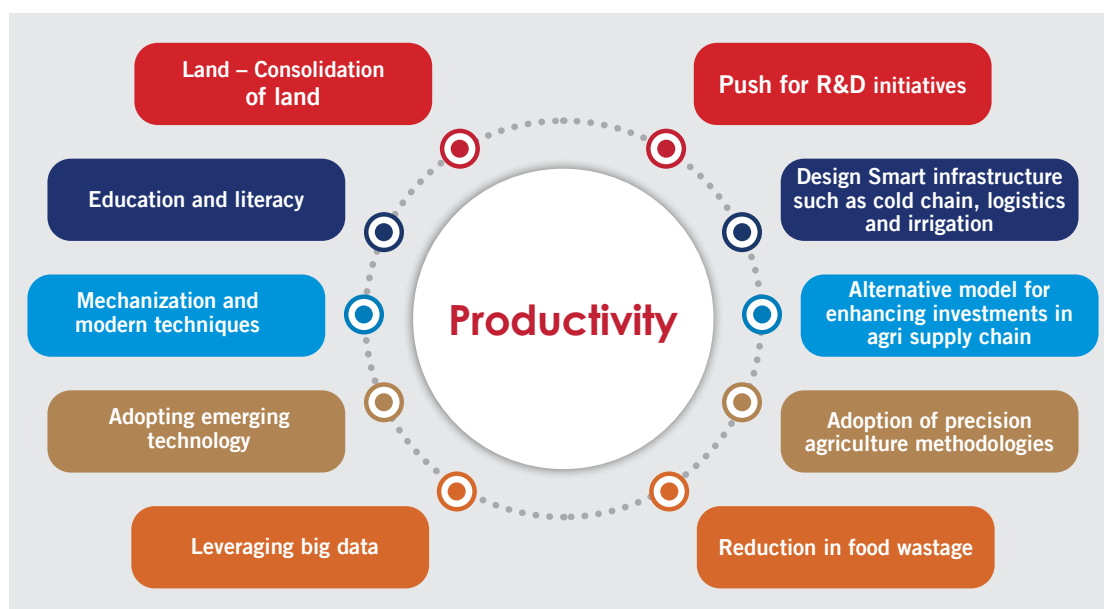 Land – Consolidation
of land
Push for R&D initiatives
Education and literacy
Design Smart infrastructure
such as cold chain, logistics
and irrigation
Mechanization and
modern techniques
Productivity
Alternative model for
enhancing investments in
agri supply chain
Adopting emerging
technology
Adoption of precision
agriculture methodologies
Leveraging big data
Reduction in food wastage